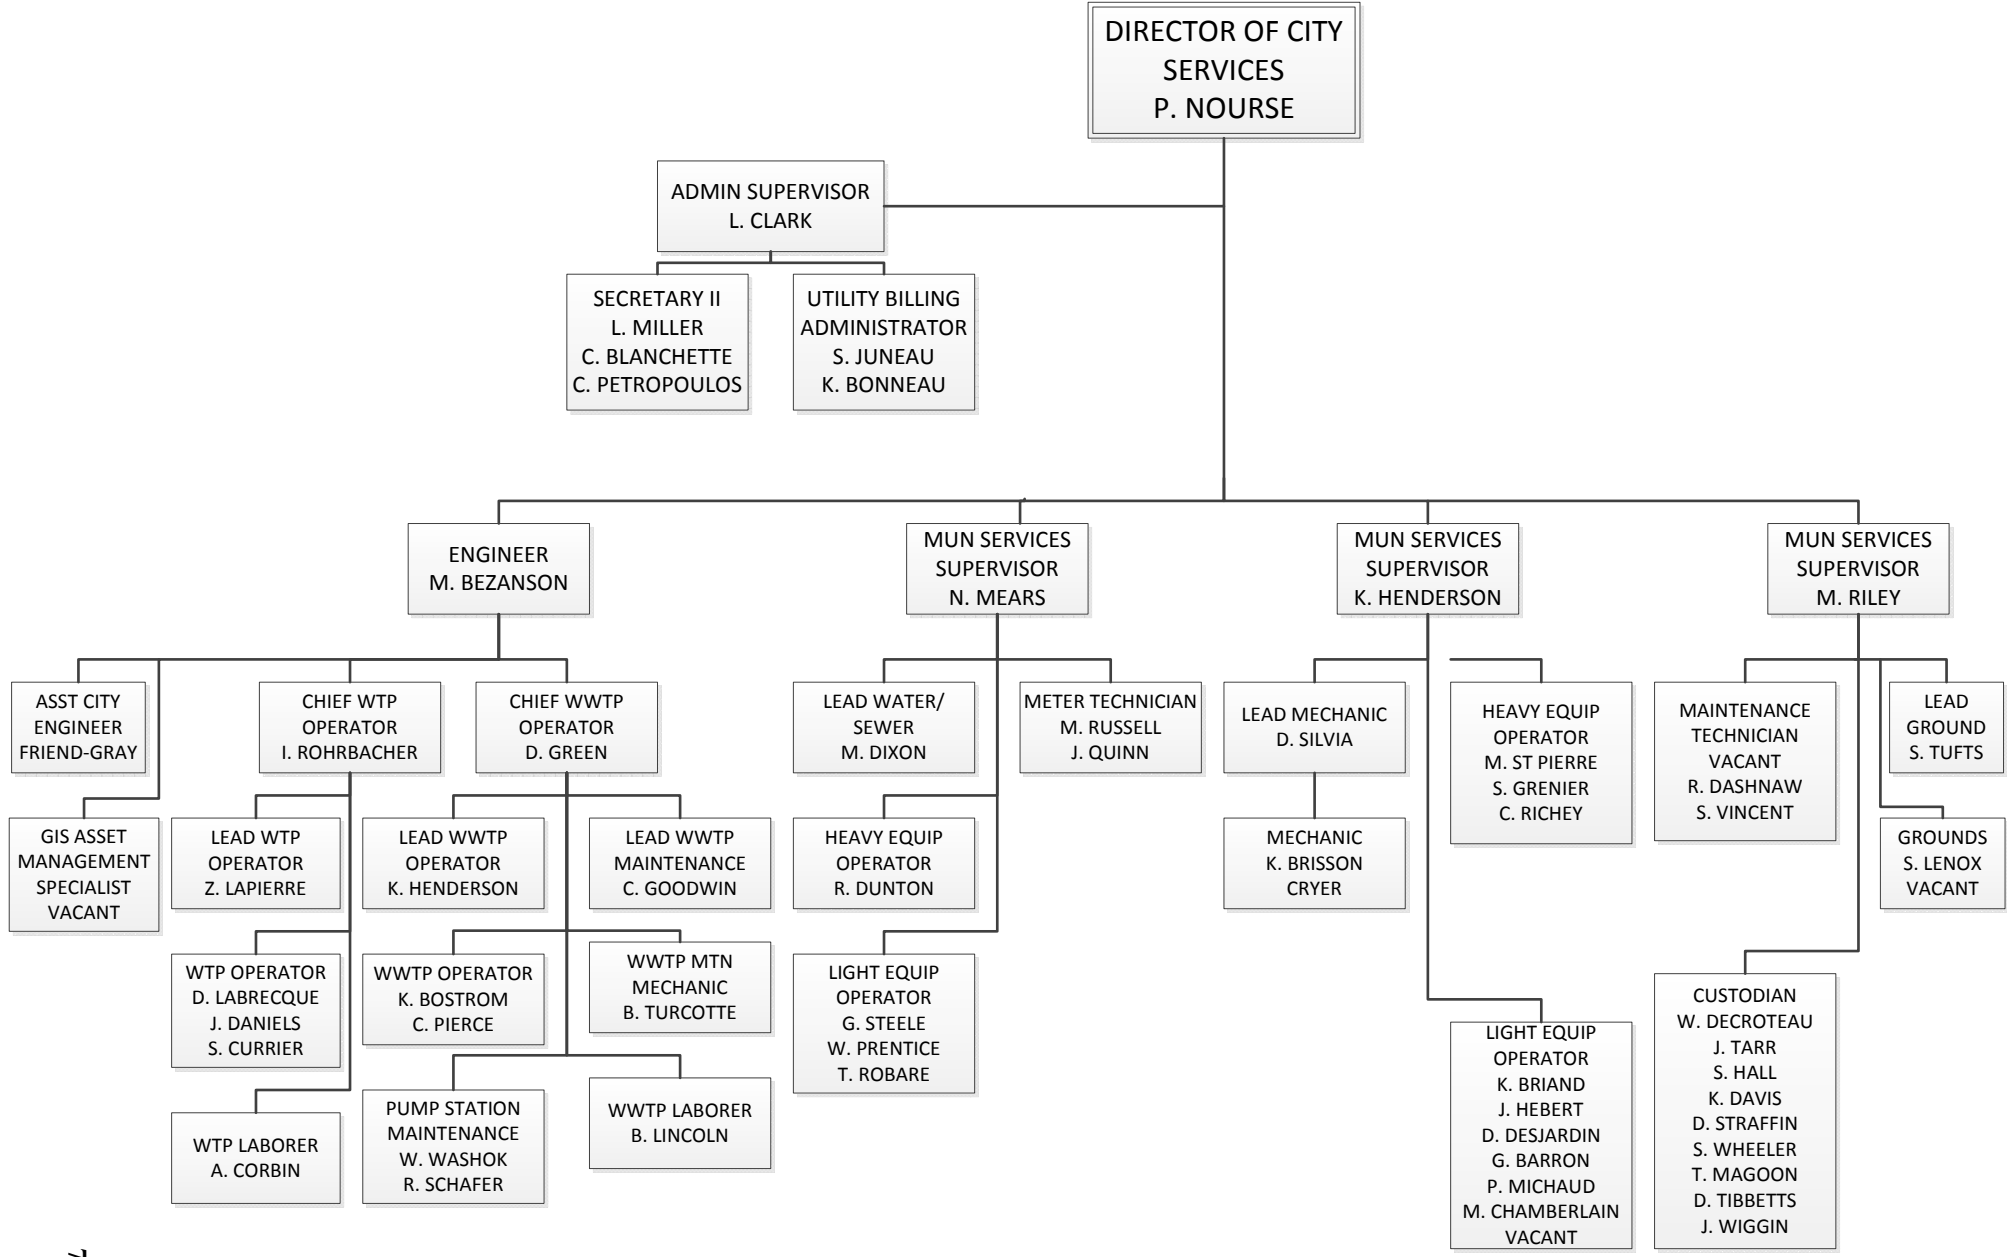 DIRECTOR OF CITY
SERVICES
P. NOURSE
ADMIN SUPERVISOR
L. CLARK
SECRETARY II
L. MILLER
C. BLANCHETTE
C. PETROPOULOS
UTILITY BILLING
ADMINISTRATOR
S. JUNEAU
K. BONNEAU
ENGINEER
M. BEZANSON
MUN SERVICES
SUPERVISOR
N. MEARS
MUN SERVICES
SUPERVISOR
K. HENDERSON
MUN SERVICES
SUPERVISOR
M. RILEY
ASST CITY
ENGINEER
FRIEND-GRAY
CHIEF WTP
OPERATOR
I. ROHRBACHER
CHIEF WWTP
OPERATOR
D. GREEN
LEAD WATER/
SEWER
M. DIXON
METER TECHNICIAN
M. RUSSELL
J. QUINN
LEAD MECHANIC
D. SILVIA
HEAVY EQUIP
OPERATOR
M. ST PIERRE
S. GRENIER
C. RICHEY
MAINTENANCE
TECHNICIAN
VACANT
R. DASHNAW
S. VINCENT
LEAD
GROUND
S. TUFTS
GIS ASSET
MANAGEMENT
SPECIALIST
VACANT
LEAD WTP
OPERATOR
Z. LAPIERRE
LEAD WWTP
OPERATOR
K. HENDERSON
LEAD WWTP
MAINTENANCE
C. GOODWIN
HEAVY EQUIP
OPERATOR
R. DUNTON
MECHANIC
K. BRISSON
CRYER
GROUNDS
S. LENOX
VACANT
WTP OPERATOR
D. LABRECQUE
J. DANIELS
S. CURRIER
WWTP OPERATOR
K. BOSTROM
C. PIERCE
WWTP MTN
MECHANIC
B. TURCOTTE
LIGHT EQUIP
OPERATOR
G. STEELE
W. PRENTICE
T. ROBARE
LIGHT EQUIP
OPERATOR
K. BRIAND
J. HEBERT
D. DESJARDIN
G. BARRON
P. MICHAUD
M. CHAMBERLAIN
VACANT
CUSTODIAN
W. DECROTEAU
J. TARR
S. HALL
K. DAVIS
D. STRAFFIN
S. WHEELER
T. MAGOON
D. TIBBETTS
J. WIGGIN
WTP LABORER
A. CORBIN
PUMP STATION
MAINTENANCE
W. WASHOK
R. SCHAFER
WWTP LABORER
B. LINCOLN